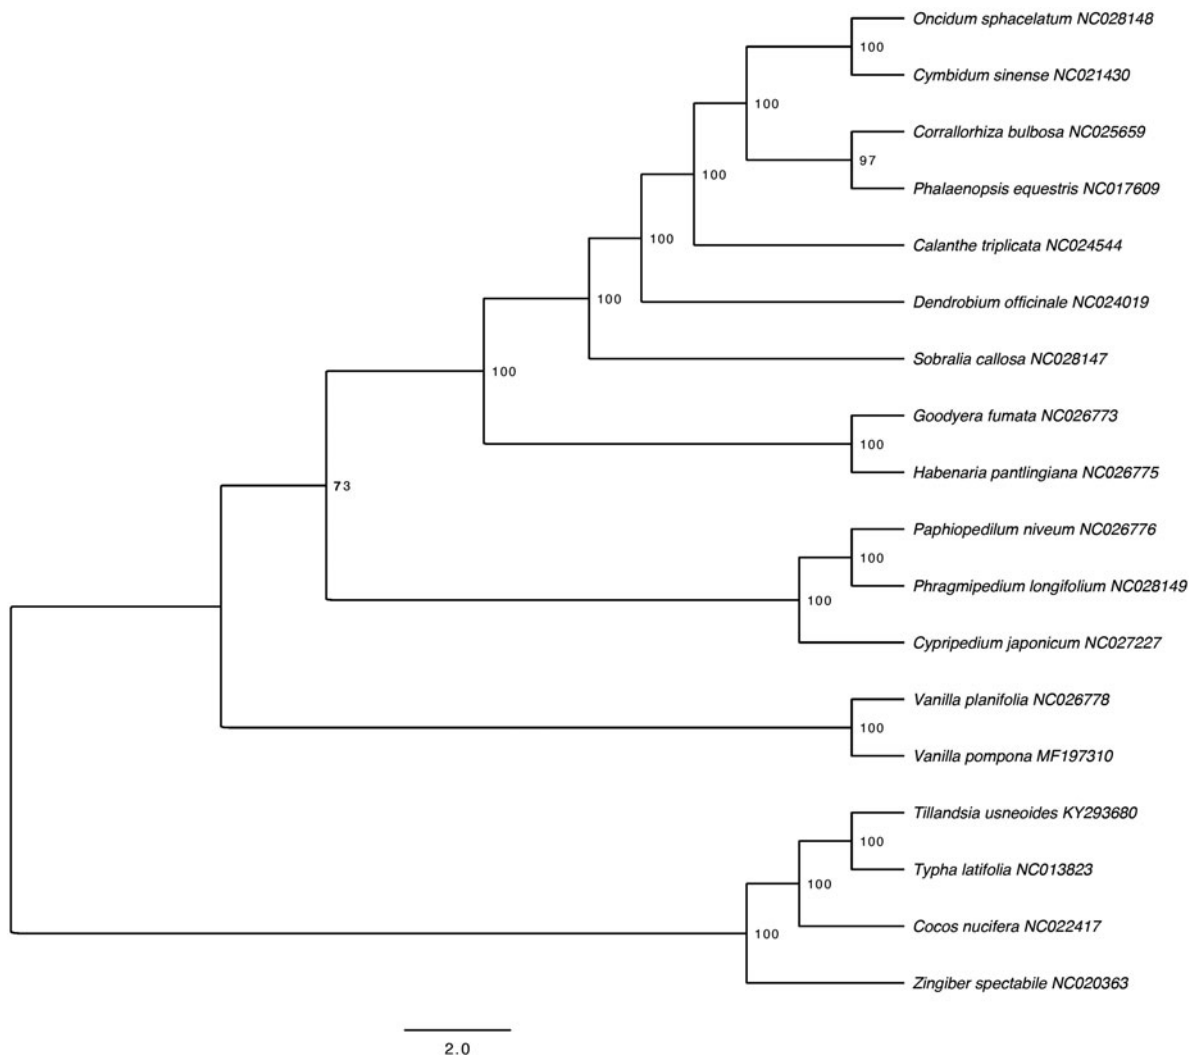 Oncidum sphacelatum NC028148
100
Cymbidum sinense NC021430
100
Corrallorhiza bulbosa NC025659
97
100
Phalaenopsis equestris NC017609
100
Calanthe triplicata NC024544
100
Dendrobium officinale NC024019
Sobralia callosa NC028147
100
Goodyera fumata NC026773
100
Habenaria pantlingiana NC026775
73
Paphiopedilum niveum NC026776
100
Phragmipedium longifolium NC028149
100
Cypripedium japonicum NC027227
Vanilla planifolia NC026778
100
Vanilla pompona MF197310
Tillandsia usneoides KY293680
100
Typha latifolia NC013823
100
Cocos nucifera NC022417
100
Zingiber spectabile NC020363
2.0